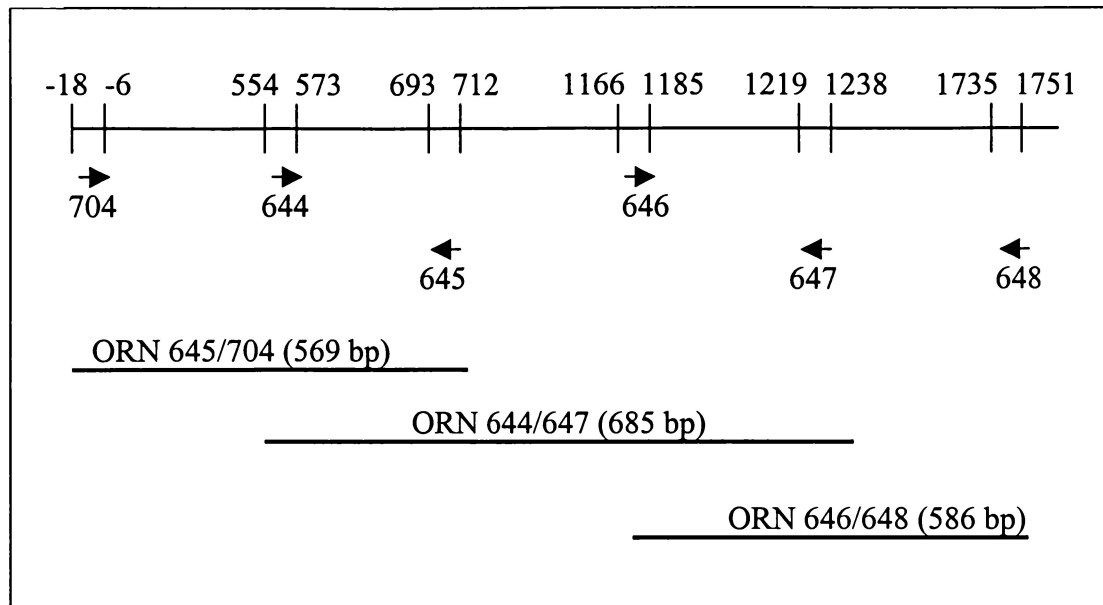 -18 -6 554 573 693 712 1166 1185 1219 1238 1735 1751
704 644 646
645 647 648
ORN 645/704 (569 bp)
ORN 644/647 (685 bp)
ORN 646/648 (586 bp)